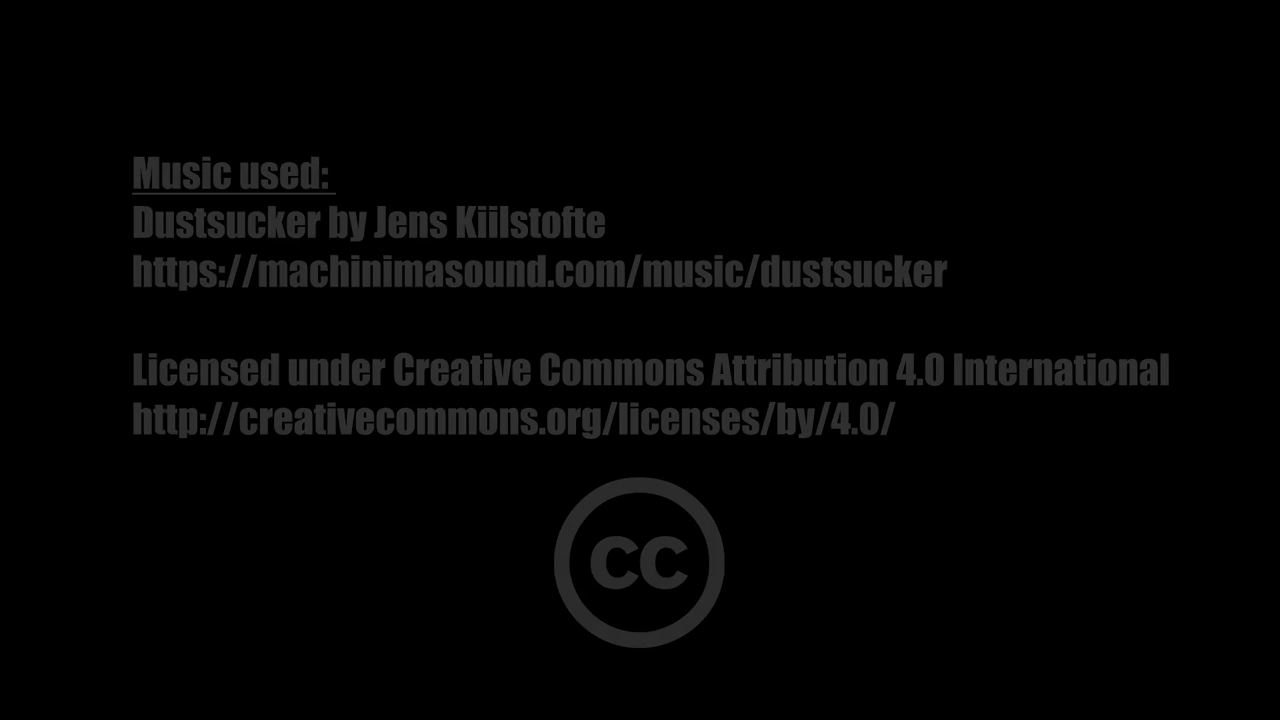 Music used:
Dustsucker by Jens Kiilstofte
https://machinimasound.com/music/dustsucker
Licensed under Creative Commons Attribution 4.0 International
http://creativecommons.org/licenses/by/4.0/
cc